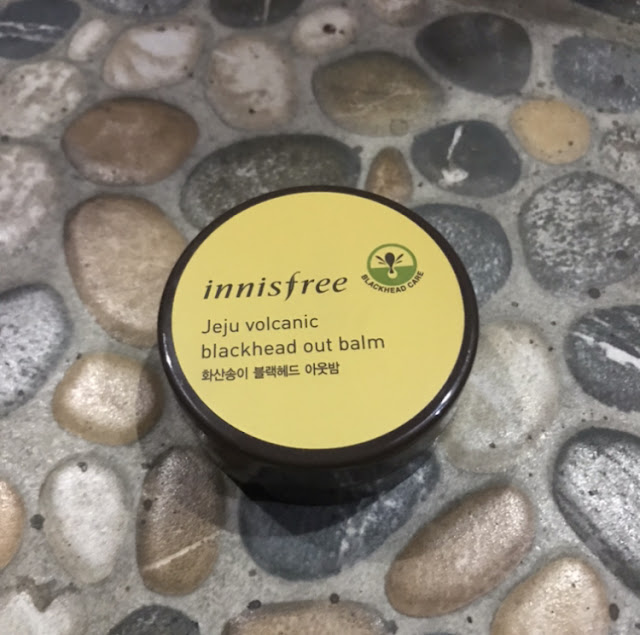 innisfree
BLACKHEAD CARE
Jeju volcanic
blackhead out balm
화산송이 블랙헤드 아웃밤